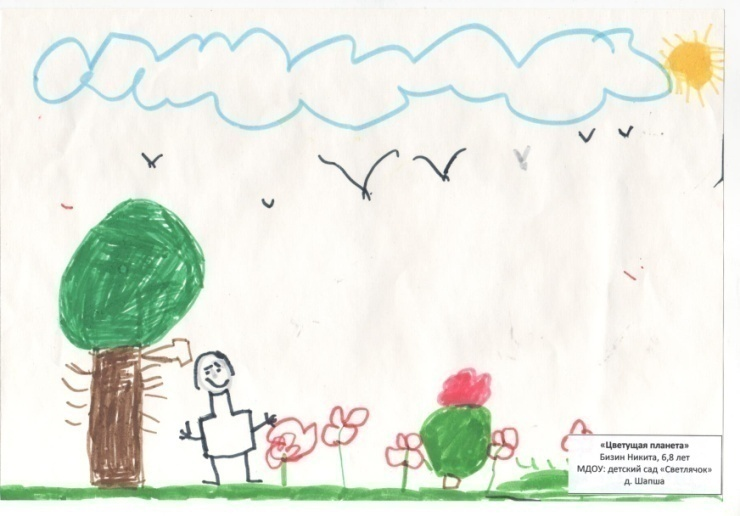 «Цветущая планета»
Бизин Никита, 6,8 лет
МДОУ: детский сад «Светлячок»
д. Шапша